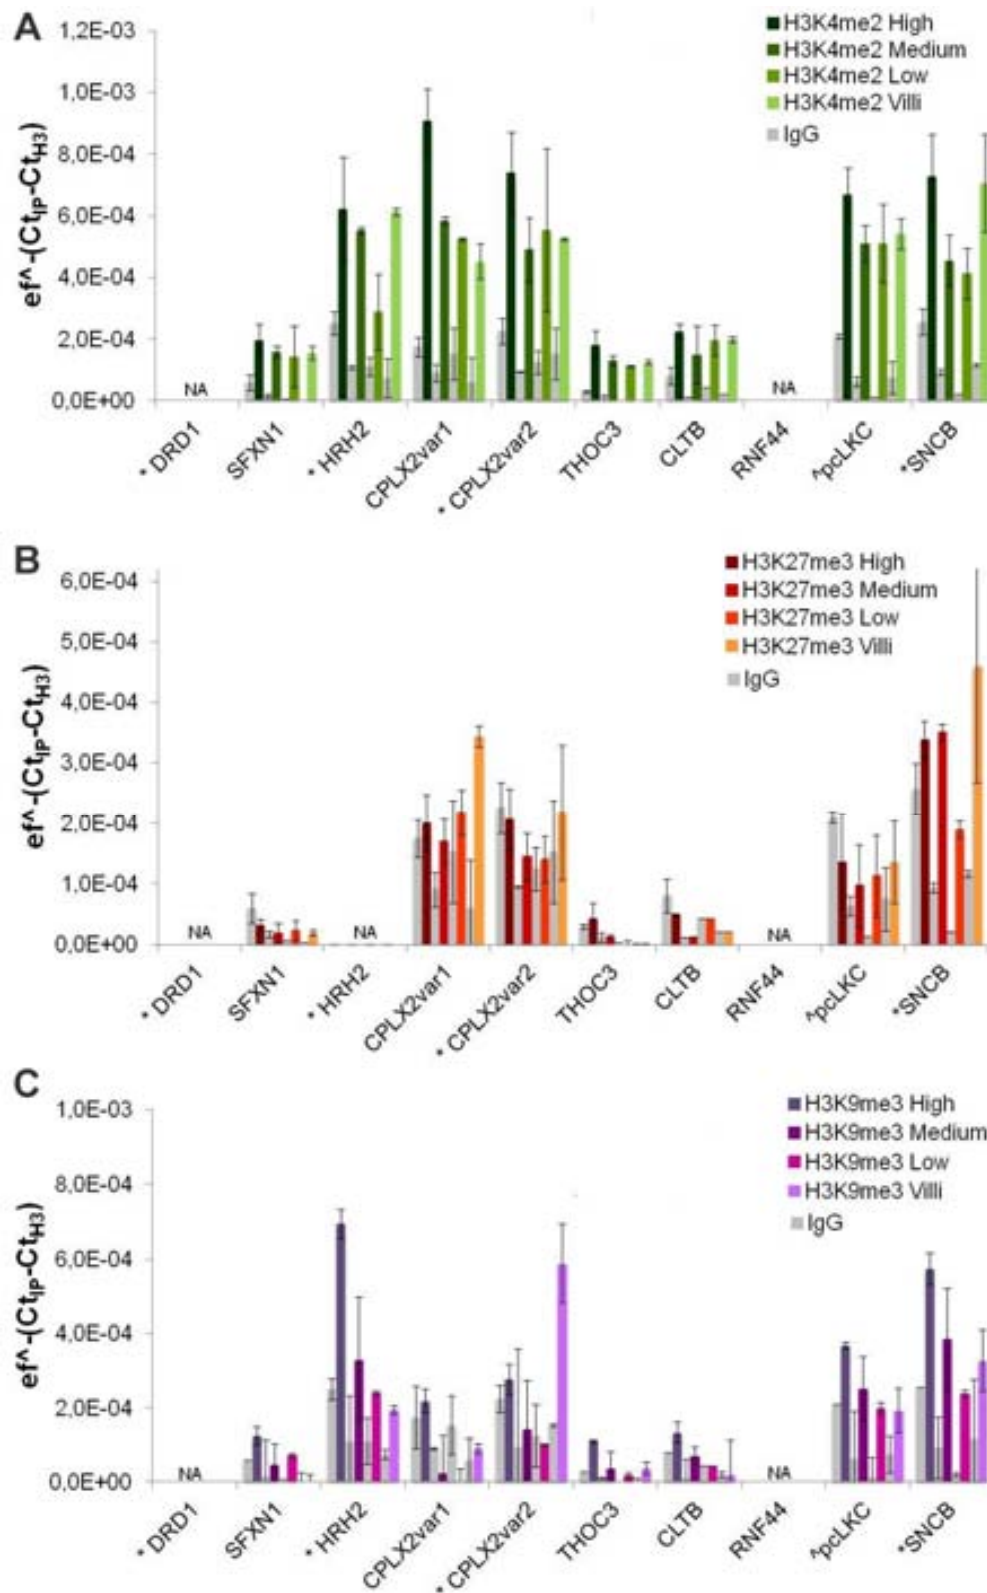 A
1,2E-03
1,0E-03
8,0E-04
6,0E-04
4,0E-04
2,0E-04
0,0E+00
ef^-(CtIP-CtH3)
H3K4me2 High
H3K4me2 Medium
H3K4me2 Low
H3K4me2 Villi
IgG
NA
NA
* DRD1
SFXN1
* HRH2
CPLX2var1
* CPLX2var2
THOC3
CLTB
RNF44
^pcLKC
*SNCB
B
6,0E-04
5,0E-04
4,0E-04
3,0E-04
2,0E-04
1,0E-04
0,0E+00
ef^-(CtIP-CtH3)
H3K27me3 High
H3K27me3 Medium
H3K27me3 Low
H3K27me3 Villi
IgG
NA
NA
NA
* DRD1
SFXN1
* HRH2
CPLX2var1
* CPLX2var2
THOC3
CLTB
RNF44
^pcLKC
*SNCB
C
1,0E-03
8,0E-04
6,0E-04
4,0E-04
2,0E-04
0,0E+00
ef^-(CtIP-CtH3)
H3K9me3 High
H3K9me3 Medium
H3K9me3 Low
H3K9me3 Villi
IgG
NA
NA
* DRD1
SFXN1
* HRH2
CPLX2var1
* CPLX2var2
THOC3
CLTB
RNF44
^pcLKC
*SNCB